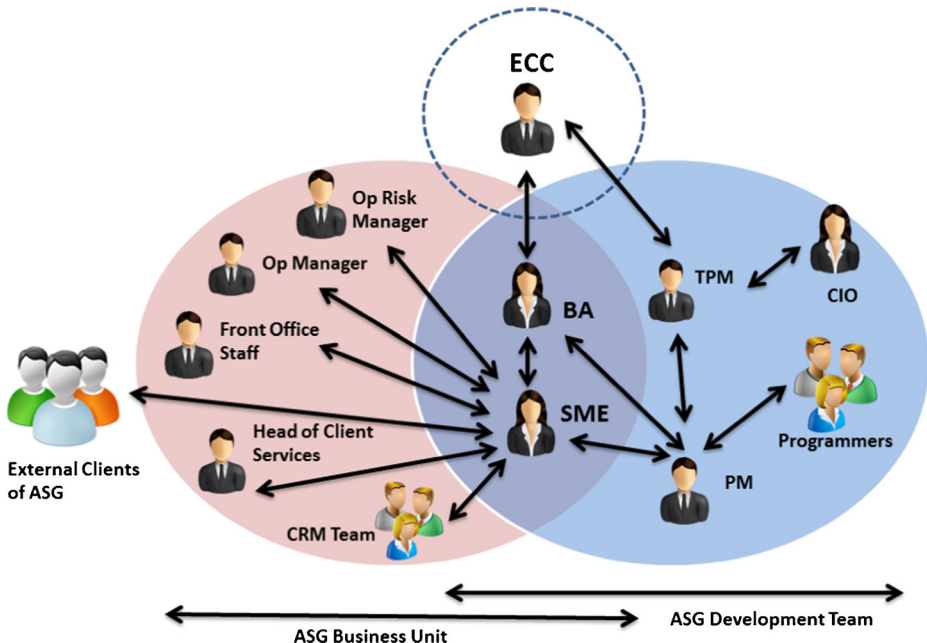 ECC
Op Risk
Manager
Op Manager
TPM
CIO
BA
Front Office
Staff
SME
Head of Client
Services
Programmers
External Clients
of ASG
PM
CRM Team
ASG Development Team
ASG Business Unit